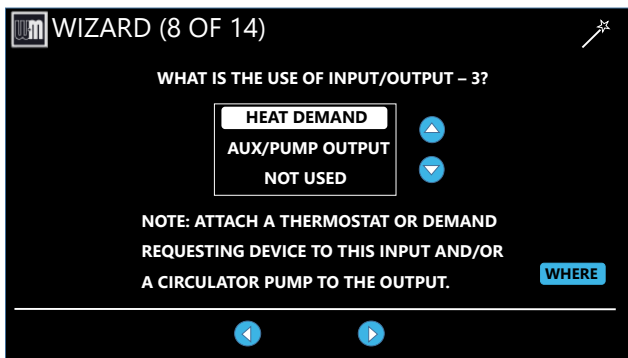 WM WIZARD (8 OF 14)
WHAT IS THE USE OF INPUT/OUTPUT – 3?
HEAT DEMAND
AUX/PUMP OUTPUT
NOT USED
NOTE: ATTACH A THERMOSTAT OR DEMAND
REQUESTING DEVICE TO THIS INPUT AND/OR
A CIRCULATOR PUMP TO THE OUTPUT.
WHERE